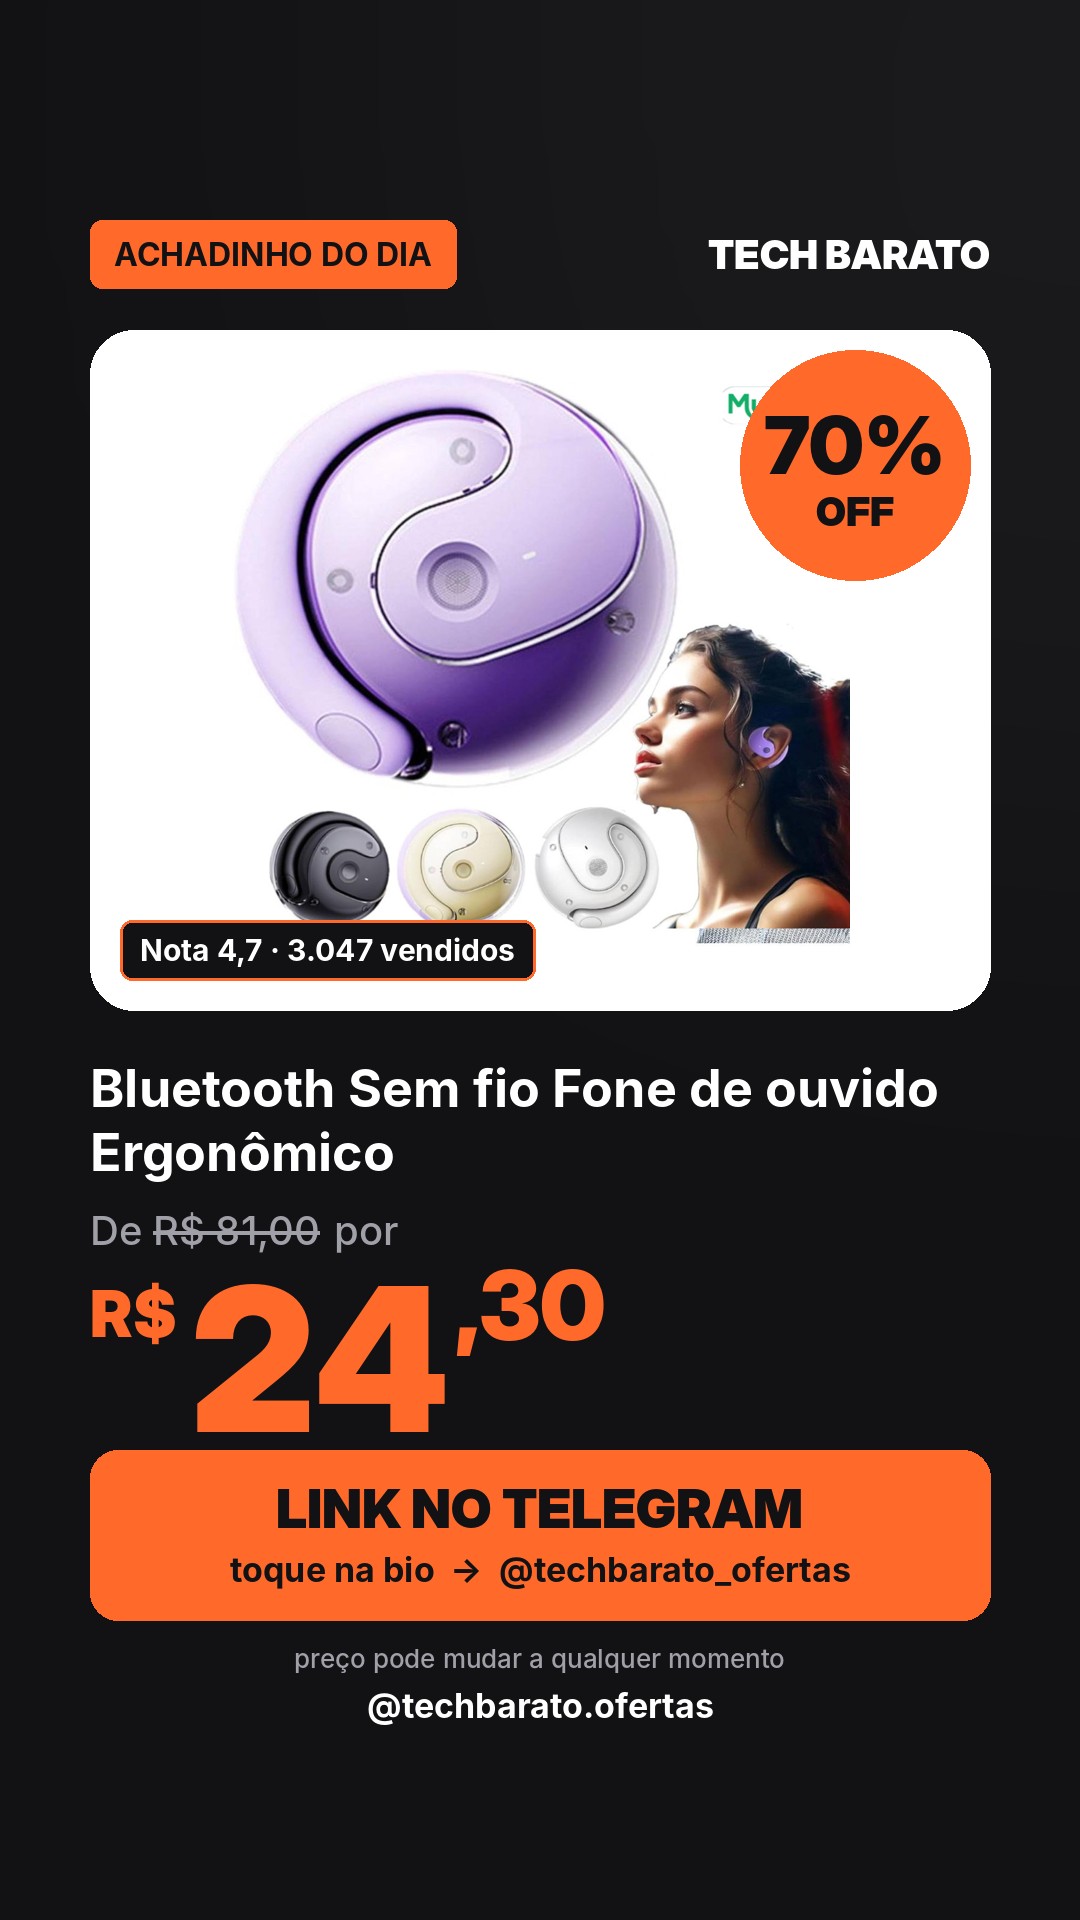 ACHADINHO DO DIA
TECH BARATO
70%
OFF
Nota 4,7 · 3.047 vendidos
Bluetooth Sem fio Fone de ouvido
Ergonômico
De R$ 81,00 por
R$ 24,30
LINK NO TELEGRAM
toque na bio → @techbarato_ofertas
preço pode mudar a qualquer momento
@techbarato.ofertas